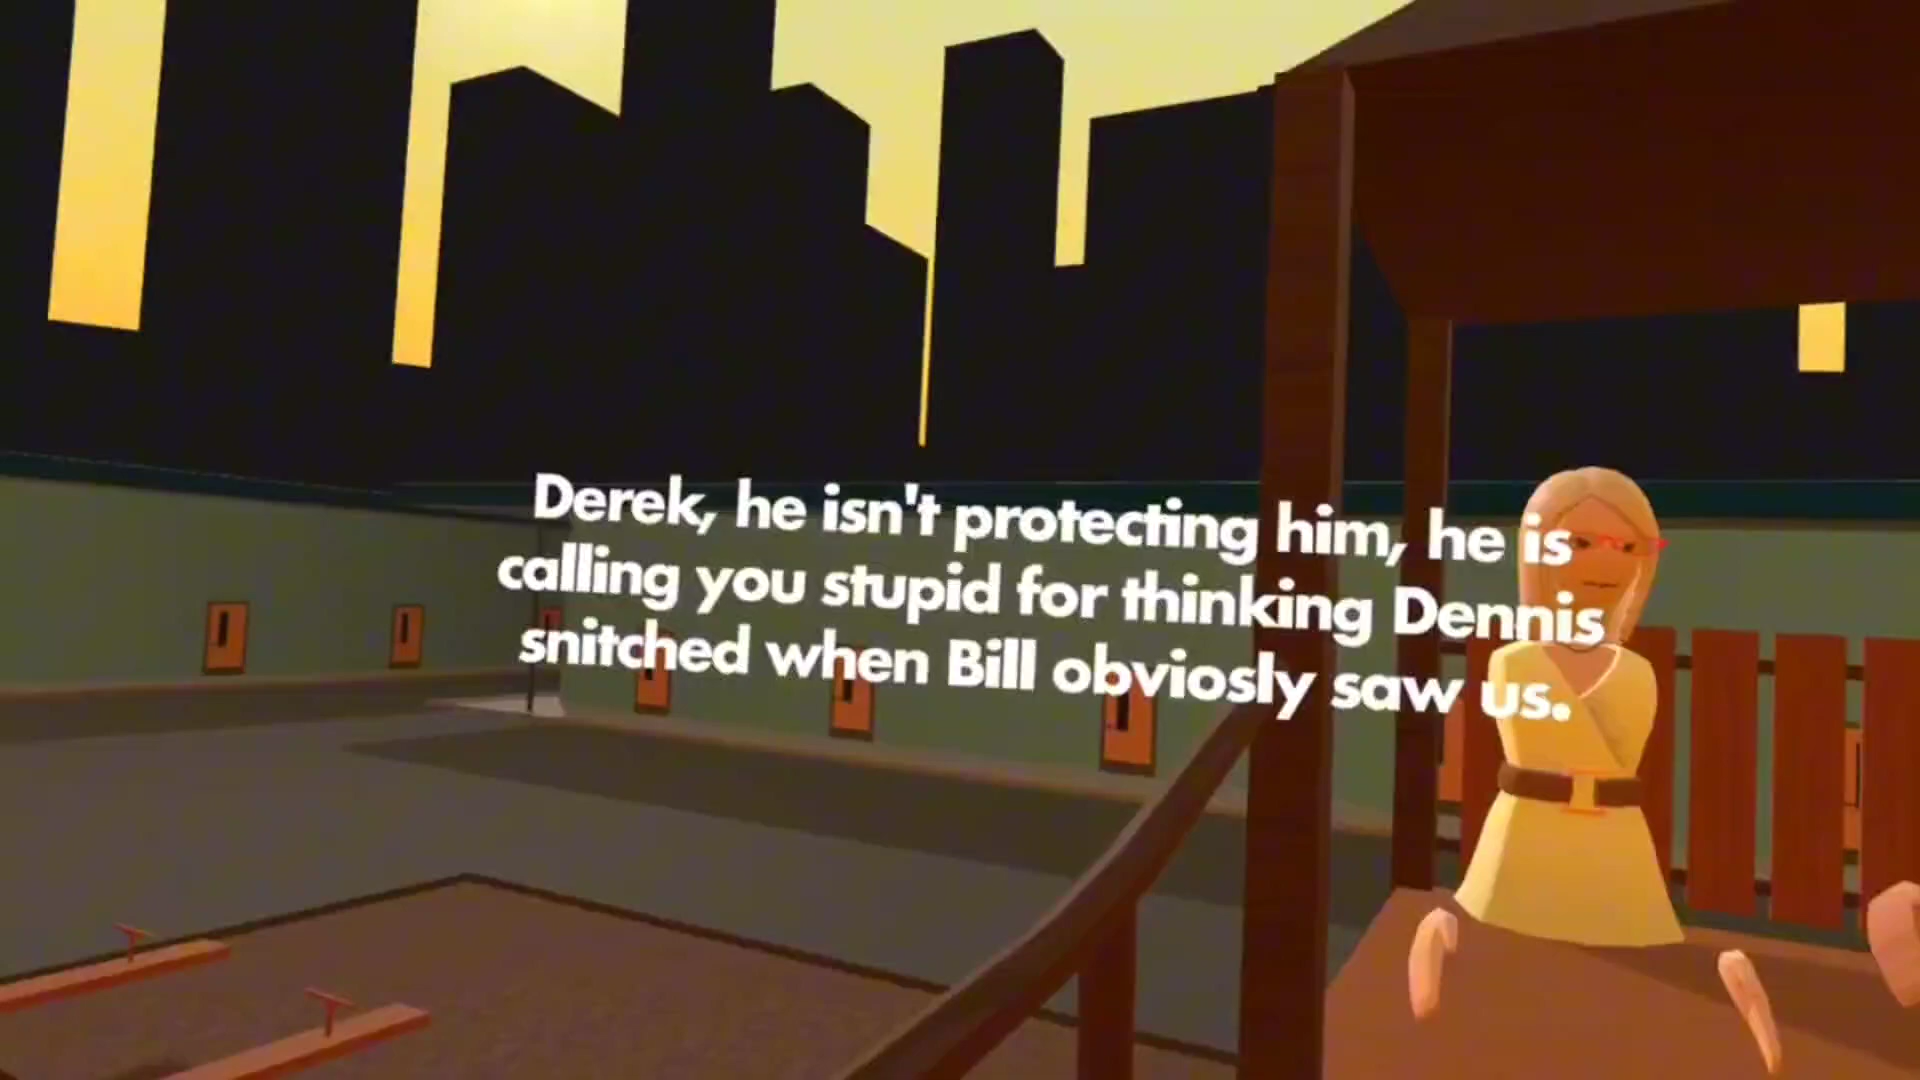 Derek, he isn't protecting him, he is
calling you stupid for thinking Dennis
snitched when Bill obviosly saw us.